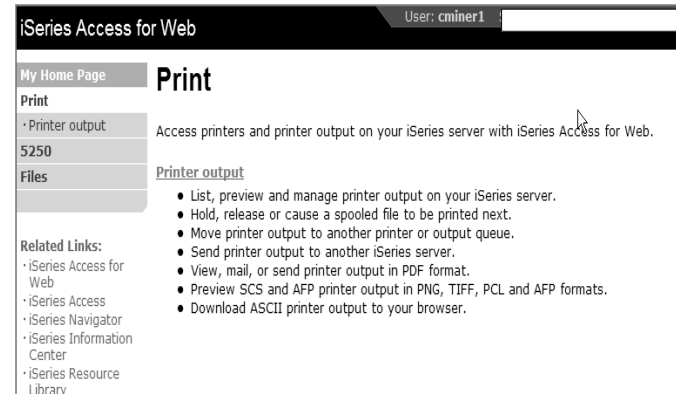 iSeries Access for Web
User: cminer1
My Home Page
Print
· Printer output
5250
Files
Related Links:
· iSeries Access for
Web
· iSeries Access
· iSeries Navigator
· iSeries Information
Center
· iSeries Resource
Library
Print
Access printers and printer output on your iSeries server with iSeries Access for Web.
Printer output
● List, preview and manage printer output on your iSeries server.
● Hold, release or cause a spooled file to be printed next.
● Move printer output to another printer or output queue.
● Send printer output to another iSeries server.
● View, mail, or send printer output in PDF format.
● Preview SCS and AFP printer output in PNG, TIFF, PCL and AFP formats.
● Download ASCII printer output to your browser.